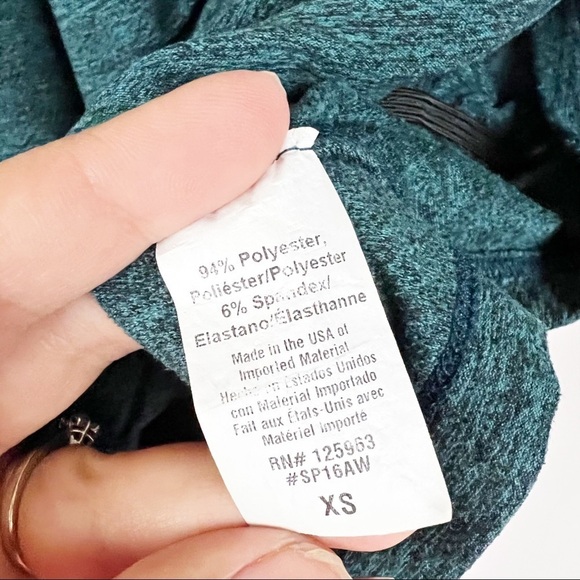 94% Polyester,
Poliéster/Polyester
6% Spandex/
Elastano/Élasthanne
Made in the USA of
Imported Material
Hecho en Estados Unidos
con Material Importado
Fait aux États-Unis avec
Matériel importé
RN# 125963
#SP16AW
XS